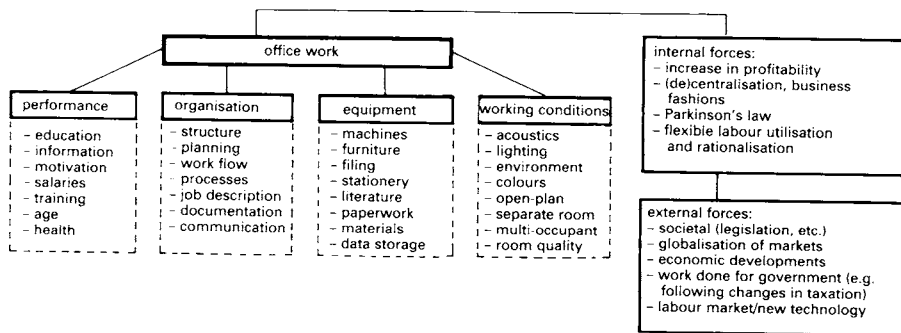 office work
performance
– education
– information
– motivation
– salaries
– training
– age
– health
organisation
– structure
– planning
– work flow
– processes
– job description
– documentation
– communication
equipment
– machines
– furniture
– filing
– stationery
– literature
– paperwork
– materials
– data storage
working conditions
– acoustics
– lighting
– environment
– colours
– open-plan
– separate room
– multi-occupant
– room quality
internal forces:
– increase in profitability
– (de)centralisation, business
fashions
– Parkinson's law
– flexible labour utilisation
and rationalisation
external forces:
– societal (legislation, etc.)
– globalisation of markets
– economic developments
– work done for government (e.g.
following changes in taxation)
– labour market/new technology